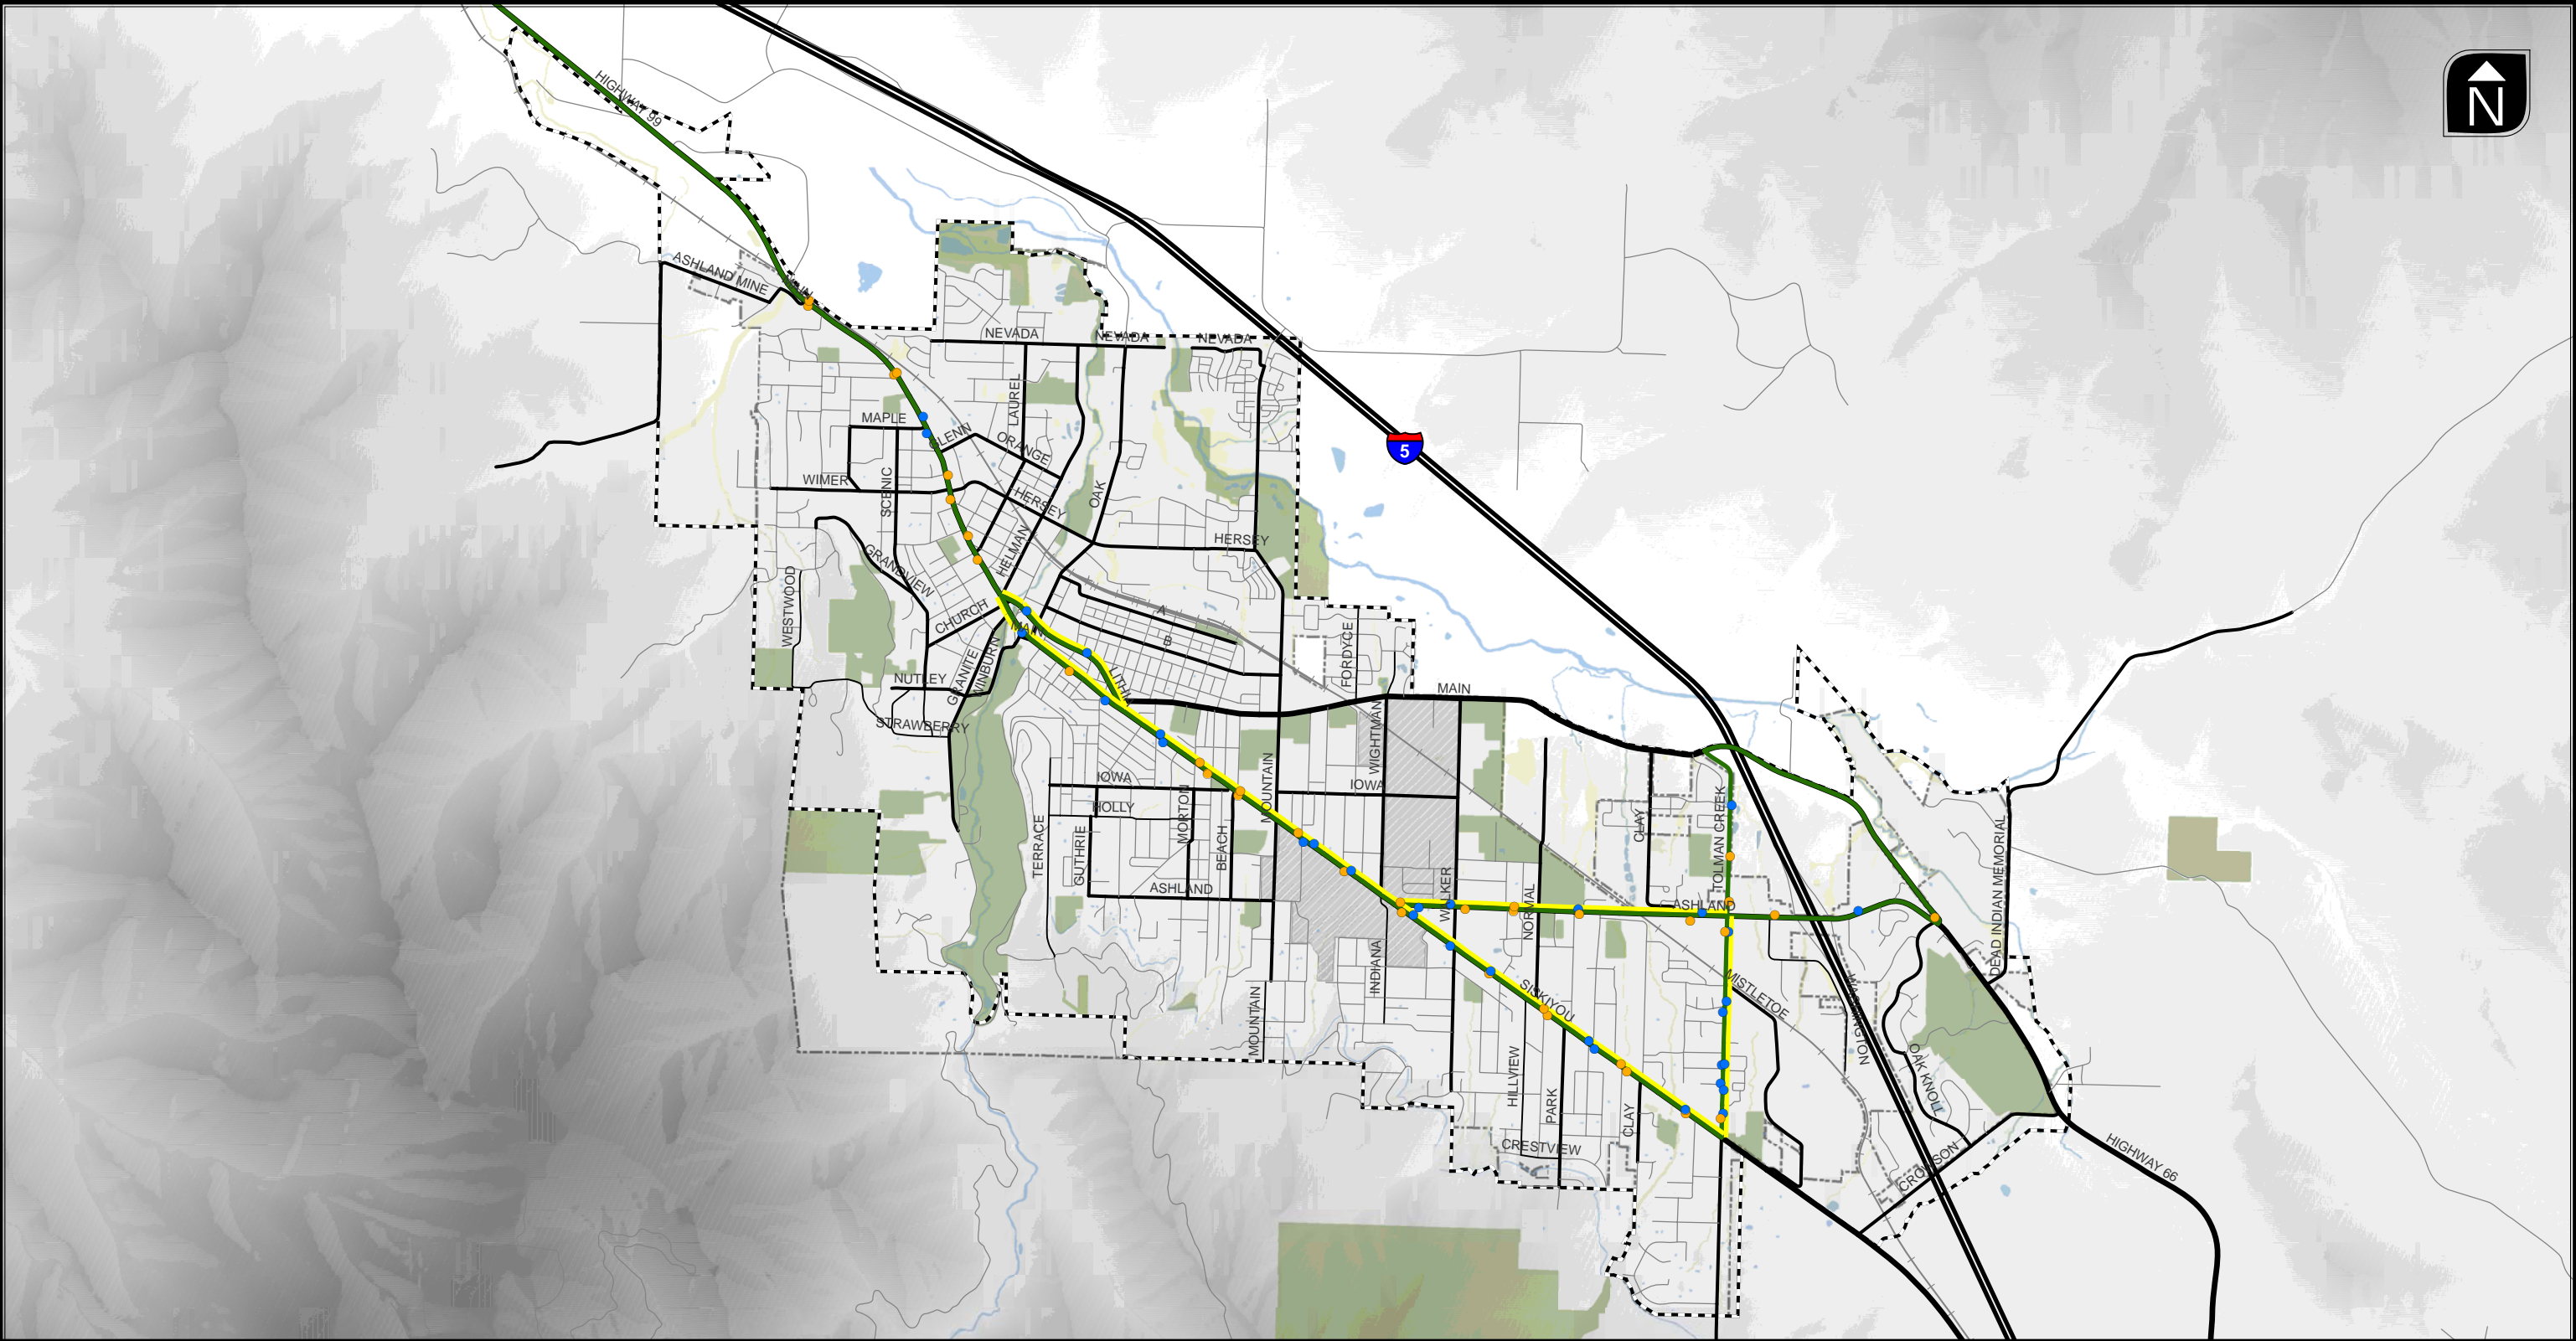 HIGHWAY 99
N
ASHLAND MINE
NEVADA
NEVADA
NEVADA
LAUREL
MAPLE
GLENN
ORANGE
5
WIMER
SCENIC
HERSEY
OAK
HERSEY
HELMAN
GRANDVIEW
WESTWOOD
CHURCH
MAIN
A
B
FORDYCE
GRANITE
WINBURN
NUTLEY
LITHIA
MAIN
STRAWBERRY
WIGHTMAN
IOWA
MOUNTAIN
IOWA
HOLLY
MORTON
TOLMAN CREEK
CLAY
TERRACE
GUTHRIE
BEACH
DEAD INDIAN MEMORIAL
ASHLAND
WALKER
NORMAL
ASHLAND
INDIANA
SISKIYOU
MISTLETOE
WASHINGTON
MOUNTAIN
HILLVIEW
PARK
CLAY
OAK KNOLL
CRESTVIEW
CROWSON
HIGHWAY 66